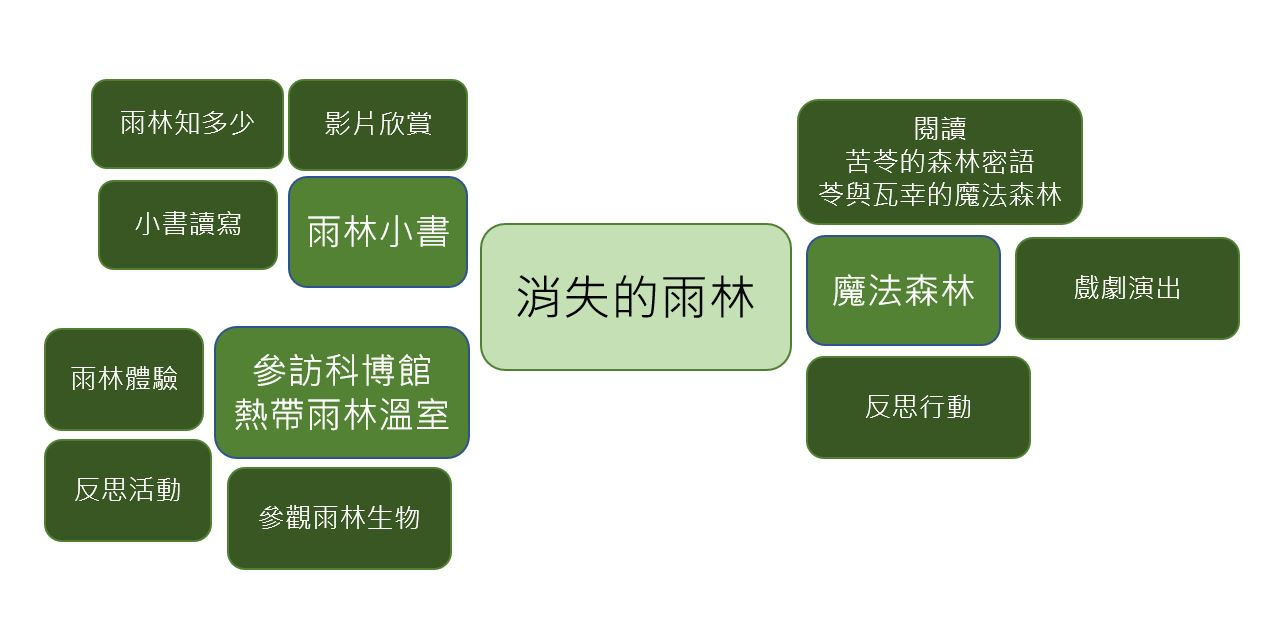 雨林知多少
影片欣賞
小書讀寫
雨林小書
消失的雨林
參訪科博館
熱帶雨林溫室
雨林體驗
反思活動
參觀雨林生物
閱讀
苦苓的森林密語
苓與瓦幸的魔法森林
魔法森林
戲劇演出
反思行動